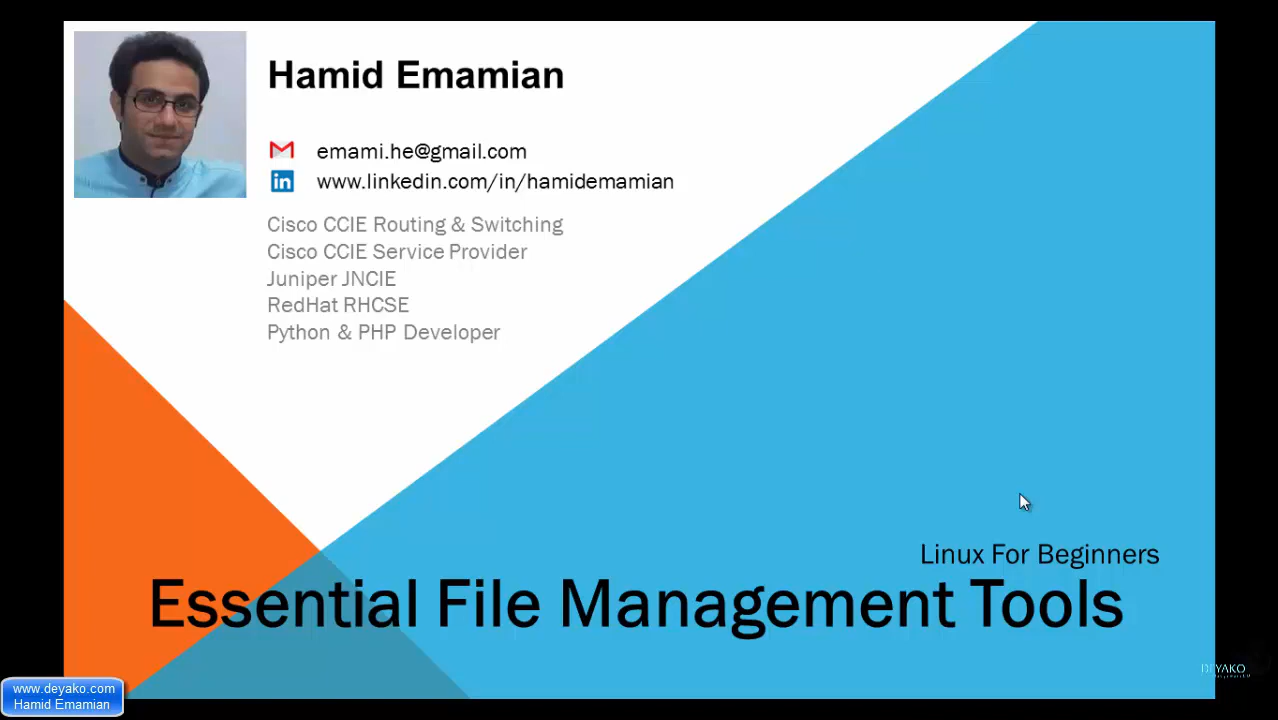 Hamid Emamian
emami.he@gmail.com
www.linkedin.com/in/hamidemamian
Cisco CCIE Routing & Switching
Cisco CCIE Service Provider
Juniper JNCIE
RedHat RHCSE
Python & PHP Developer
Linux For Beginners
Essential File Management Tools
DEYAKO
www.deyako.com
Hamid Emamian